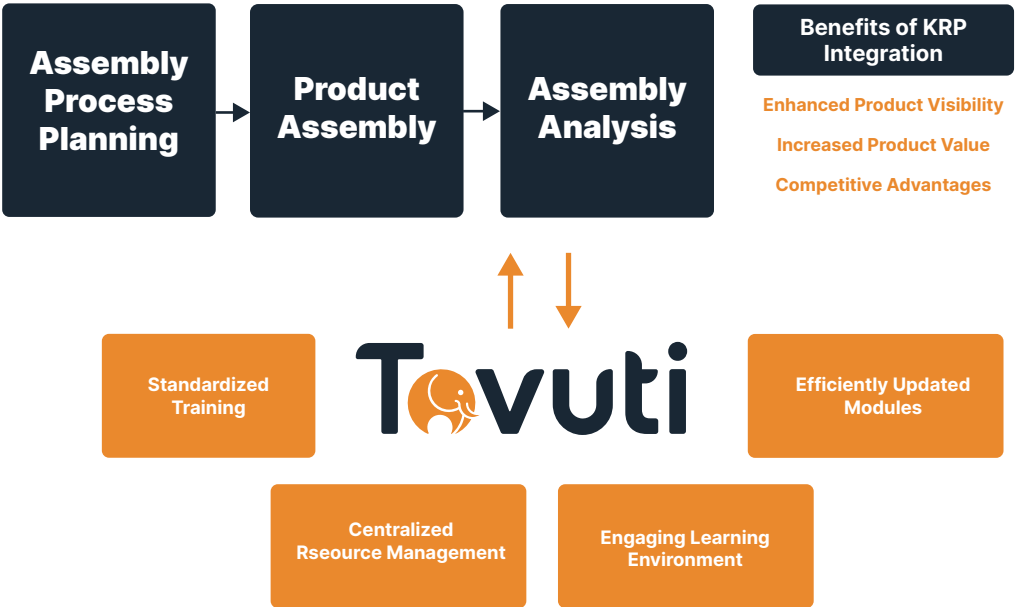 Assembly
Process
Planning
Product
Assembly
Assembly
Analysis
Benefits of KRP
Integration
Enhanced Product Visibility
Increased Product Value
Competitive Advantages
Tovuti
Standardized
Training
Efficiently Updated
Modules
Centralized
Rseource Management
Engaging Learning
Environment